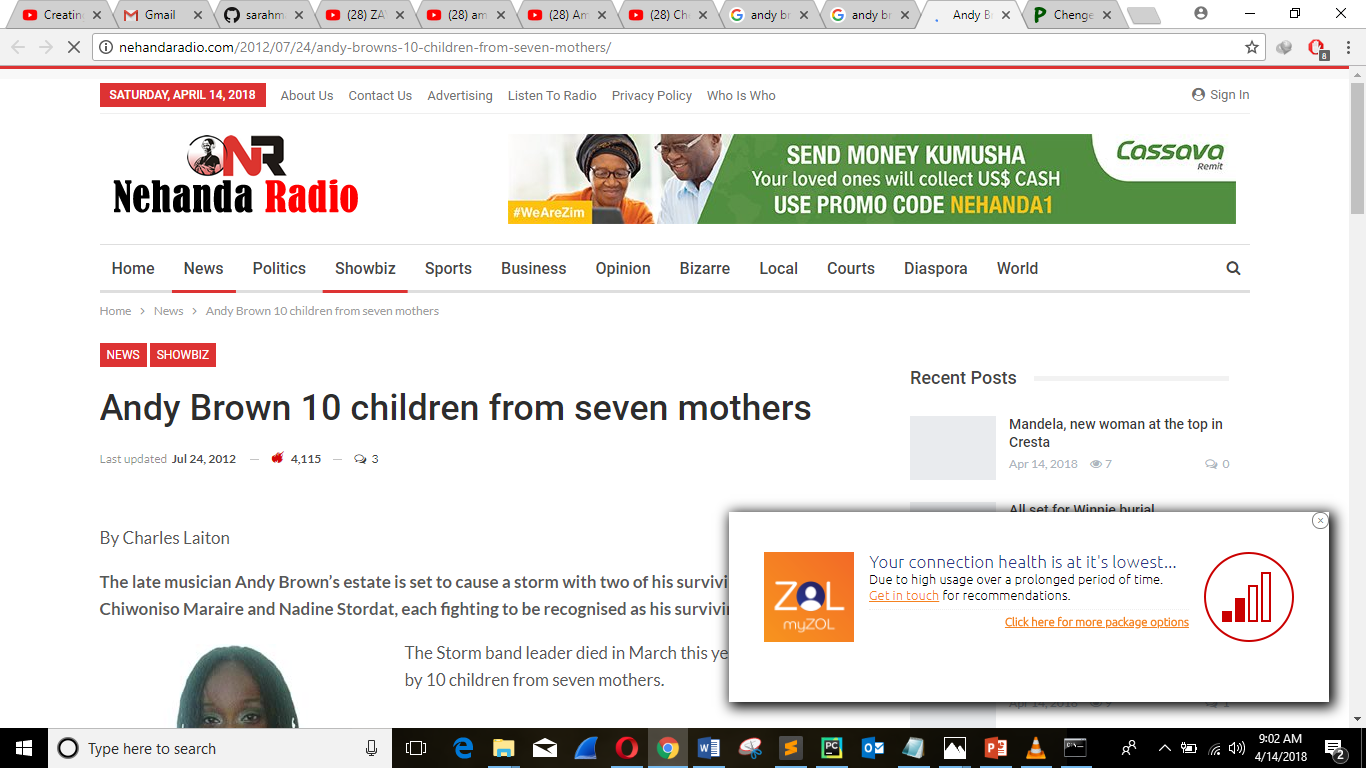 Creatin
Gmail
sarahm
(28) ZA
(28) am
(28) Am
(28) Ch
andy br
andy br
Andy B
Chenge
nehandaradio.com/2012/07/24/andy-browns-10-children-from-seven-mothers/
8
SATURDAY, APRIL 14, 2018
About Us
Contact Us
Advertising
Listen To Radio
Privacy Policy
Who Is Who
Sign In
NR
Nehanda Radio
#WeAreZim
SEND MONEY KUMUSHA
Your loved ones will collect US$ CASH
USE PROMO CODE NEHANDA1
Cassava
Remit
Home
News
Politics
Showbiz
Sports
Business
Opinion
Bizarre
Local
Courts
Diaspora
World
Home > News > Andy Brown 10 children from seven mothers
NEWS
SHOWBIZ
Andy Brown 10 children from seven mothers
Last updated Jul 24, 2012 — 4,115 — 3
By Charles Laiton
The late musician Andy Brown’s estate is set to cause a storm with two of his survivi
Chiwoniso Maraire and Nadine Stordat, each fighting to be recognised as his survivin
The Storm band leader died in March this ye
by 10 children from seven mothers.
Recent Posts
Mandela, new woman at the top in
Cresta
Apr 14, 2018 7 0
All set for Winnie burial
ZOL
myZOL
Your connection health is at it's lowest...
Due to high usage over a prolonged period of time.
Get in touch for recommendations.
Click here for more package options
Apr 14, 2018 9 1
Type here to search
9:02 AM
4/14/2018
2